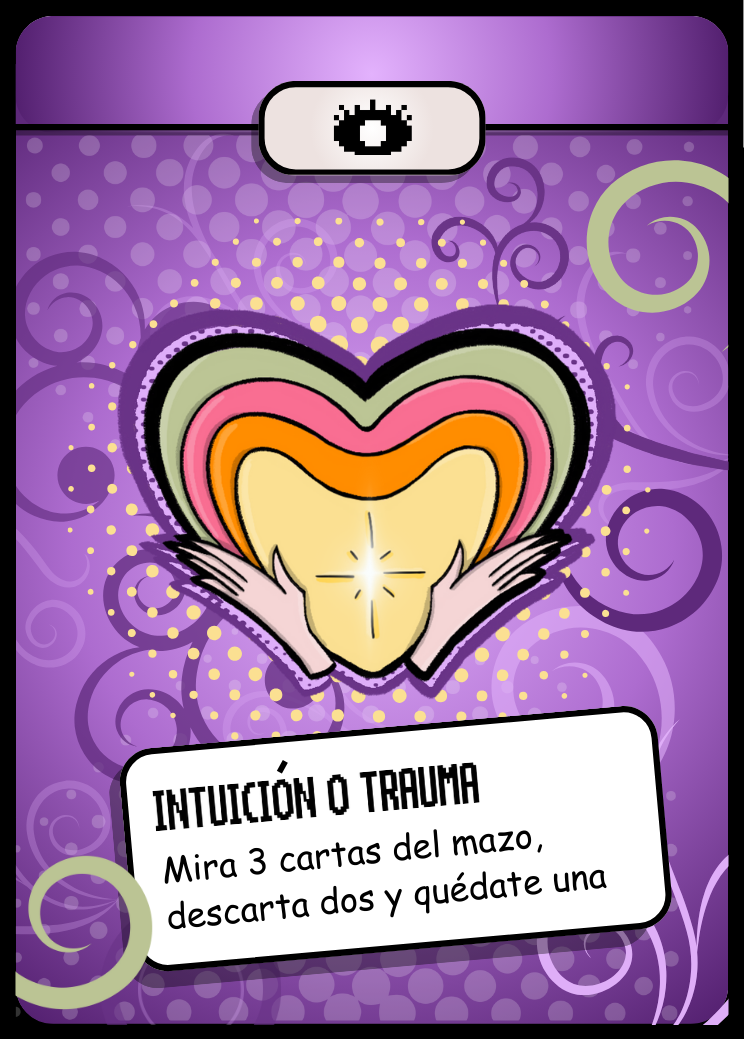 INTUICIÓN O TRAUMA
Mira 3 cartas del mazo,
descarta dos y quédate una